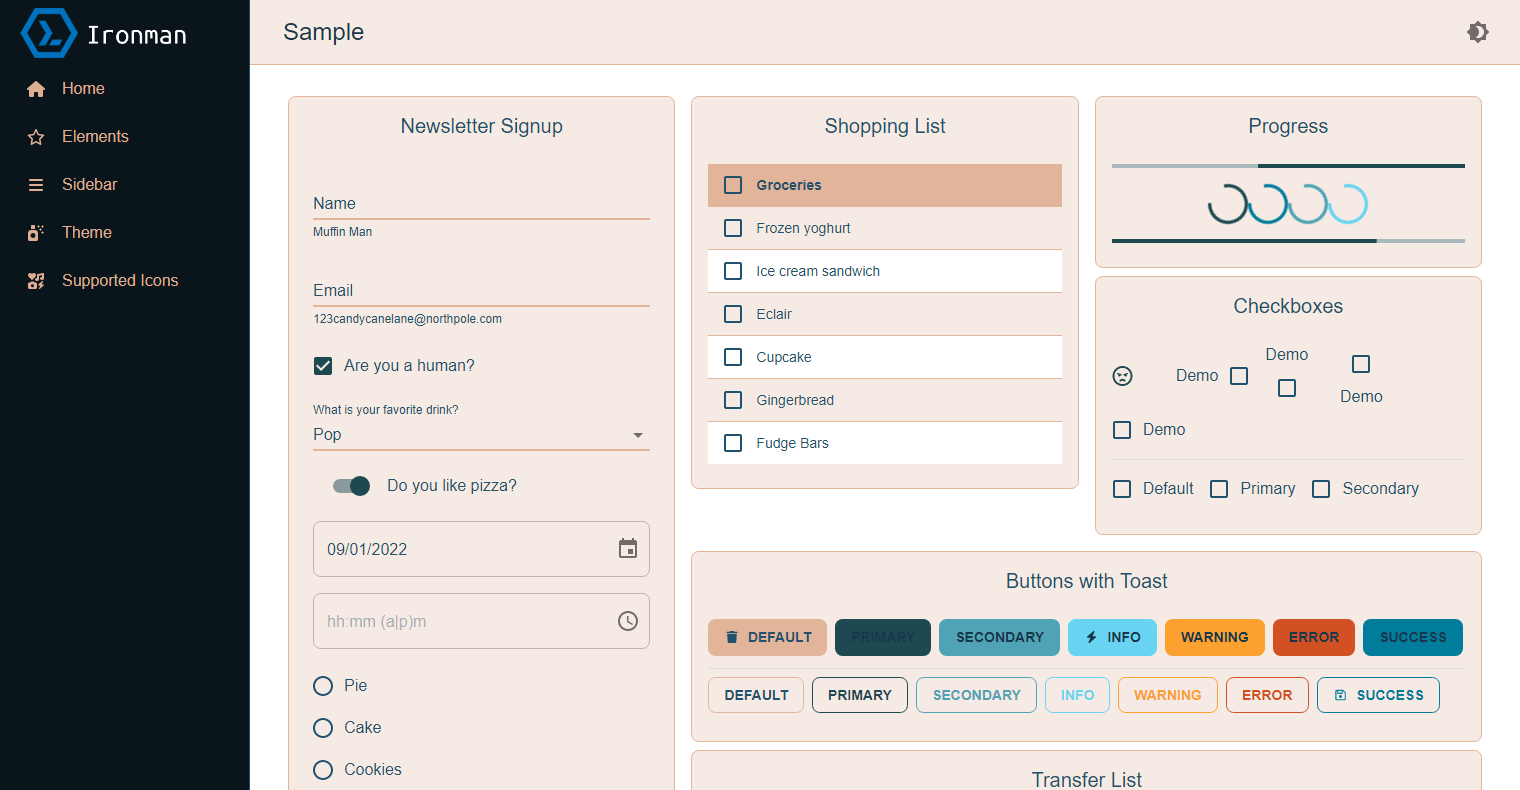 Ironman
Home
Elements
Sidebar
Theme
Supported Icons
Sample
Newsletter Signup
Name
Muffin Man
Email
123candycanelane@northpole.com
Are you a human?
What is your favorite drink?
Pop
Do you like pizza?
09/01/2022
hh:mm (a|p)m
Pie
Cake
Cookies
Shopping List
Groceries
Frozen yoghurt
Ice cream sandwich
Eclair
Cupcake
Gingerbread
Fudge Bars
Progress
Checkboxes
Demo
Demo
Demo
Demo
Default Primary Secondary
Buttons with Toast
DEFAULT PRIMARY SECONDARY INFO WARNING ERROR SUCCESS
DEFAULT PRIMARY SECONDARY INFO WARNING ERROR SUCCESS
Transfer List